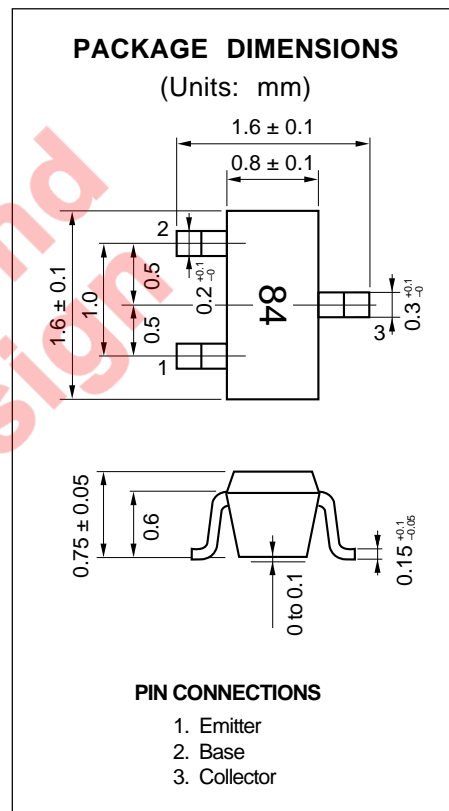 PACKAGE DIMENSIONS
(Units: mm)
1.6 ± 0.1
0.8 ± 0.1
2
1.6 ± 0.1
1.0
0.5
0.5
0.2 +0.1 –0
84
0.3 +0.1 –0
3
1
0.75 ± 0.05
0.6
0 to 0.1
0.15 +0.1 –0.05
PIN CONNECTIONS
1. Emitter
2. Base
3. Collector